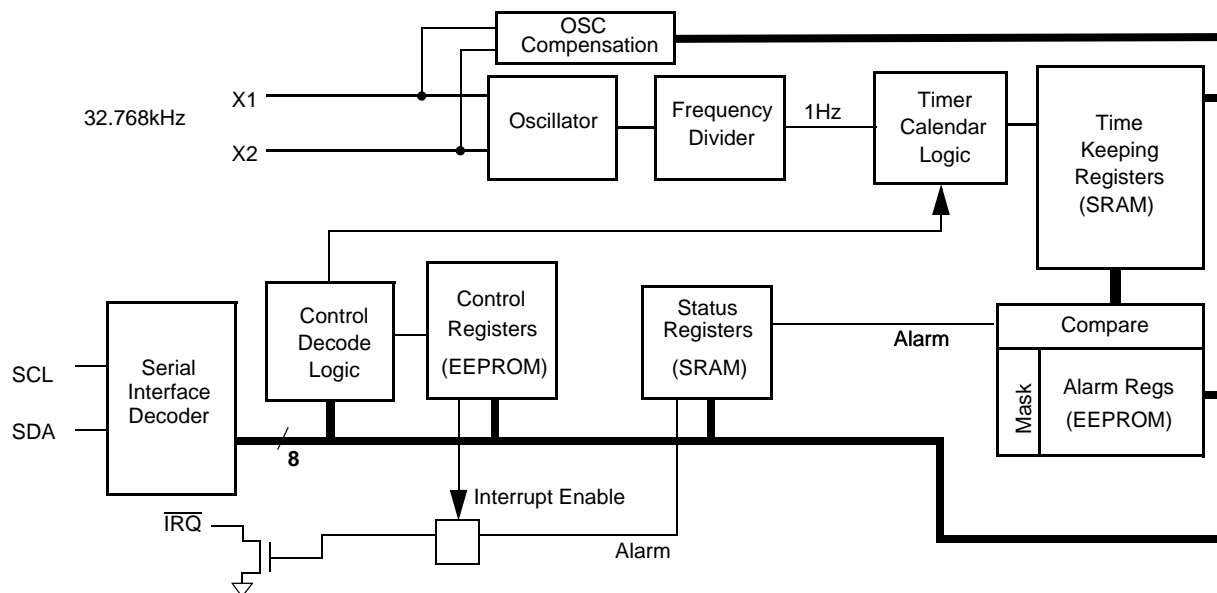 OSC
Compensation
32.768kHz
X1
X2
Oscillator
Frequency
Divider
1Hz
Timer
Calendar
Logic
Time
Keeping
Registers
(SRAM)
SCL
SDA
Serial
Interface
Decoder
Control
Decode
Logic
Control
Registers
(EEPROM)
Status
Registers
(SRAM)
Alarm
Compare
Mask
Alarm Regs
(EEPROM)
8
Interrupt Enable
IRQ
Alarm